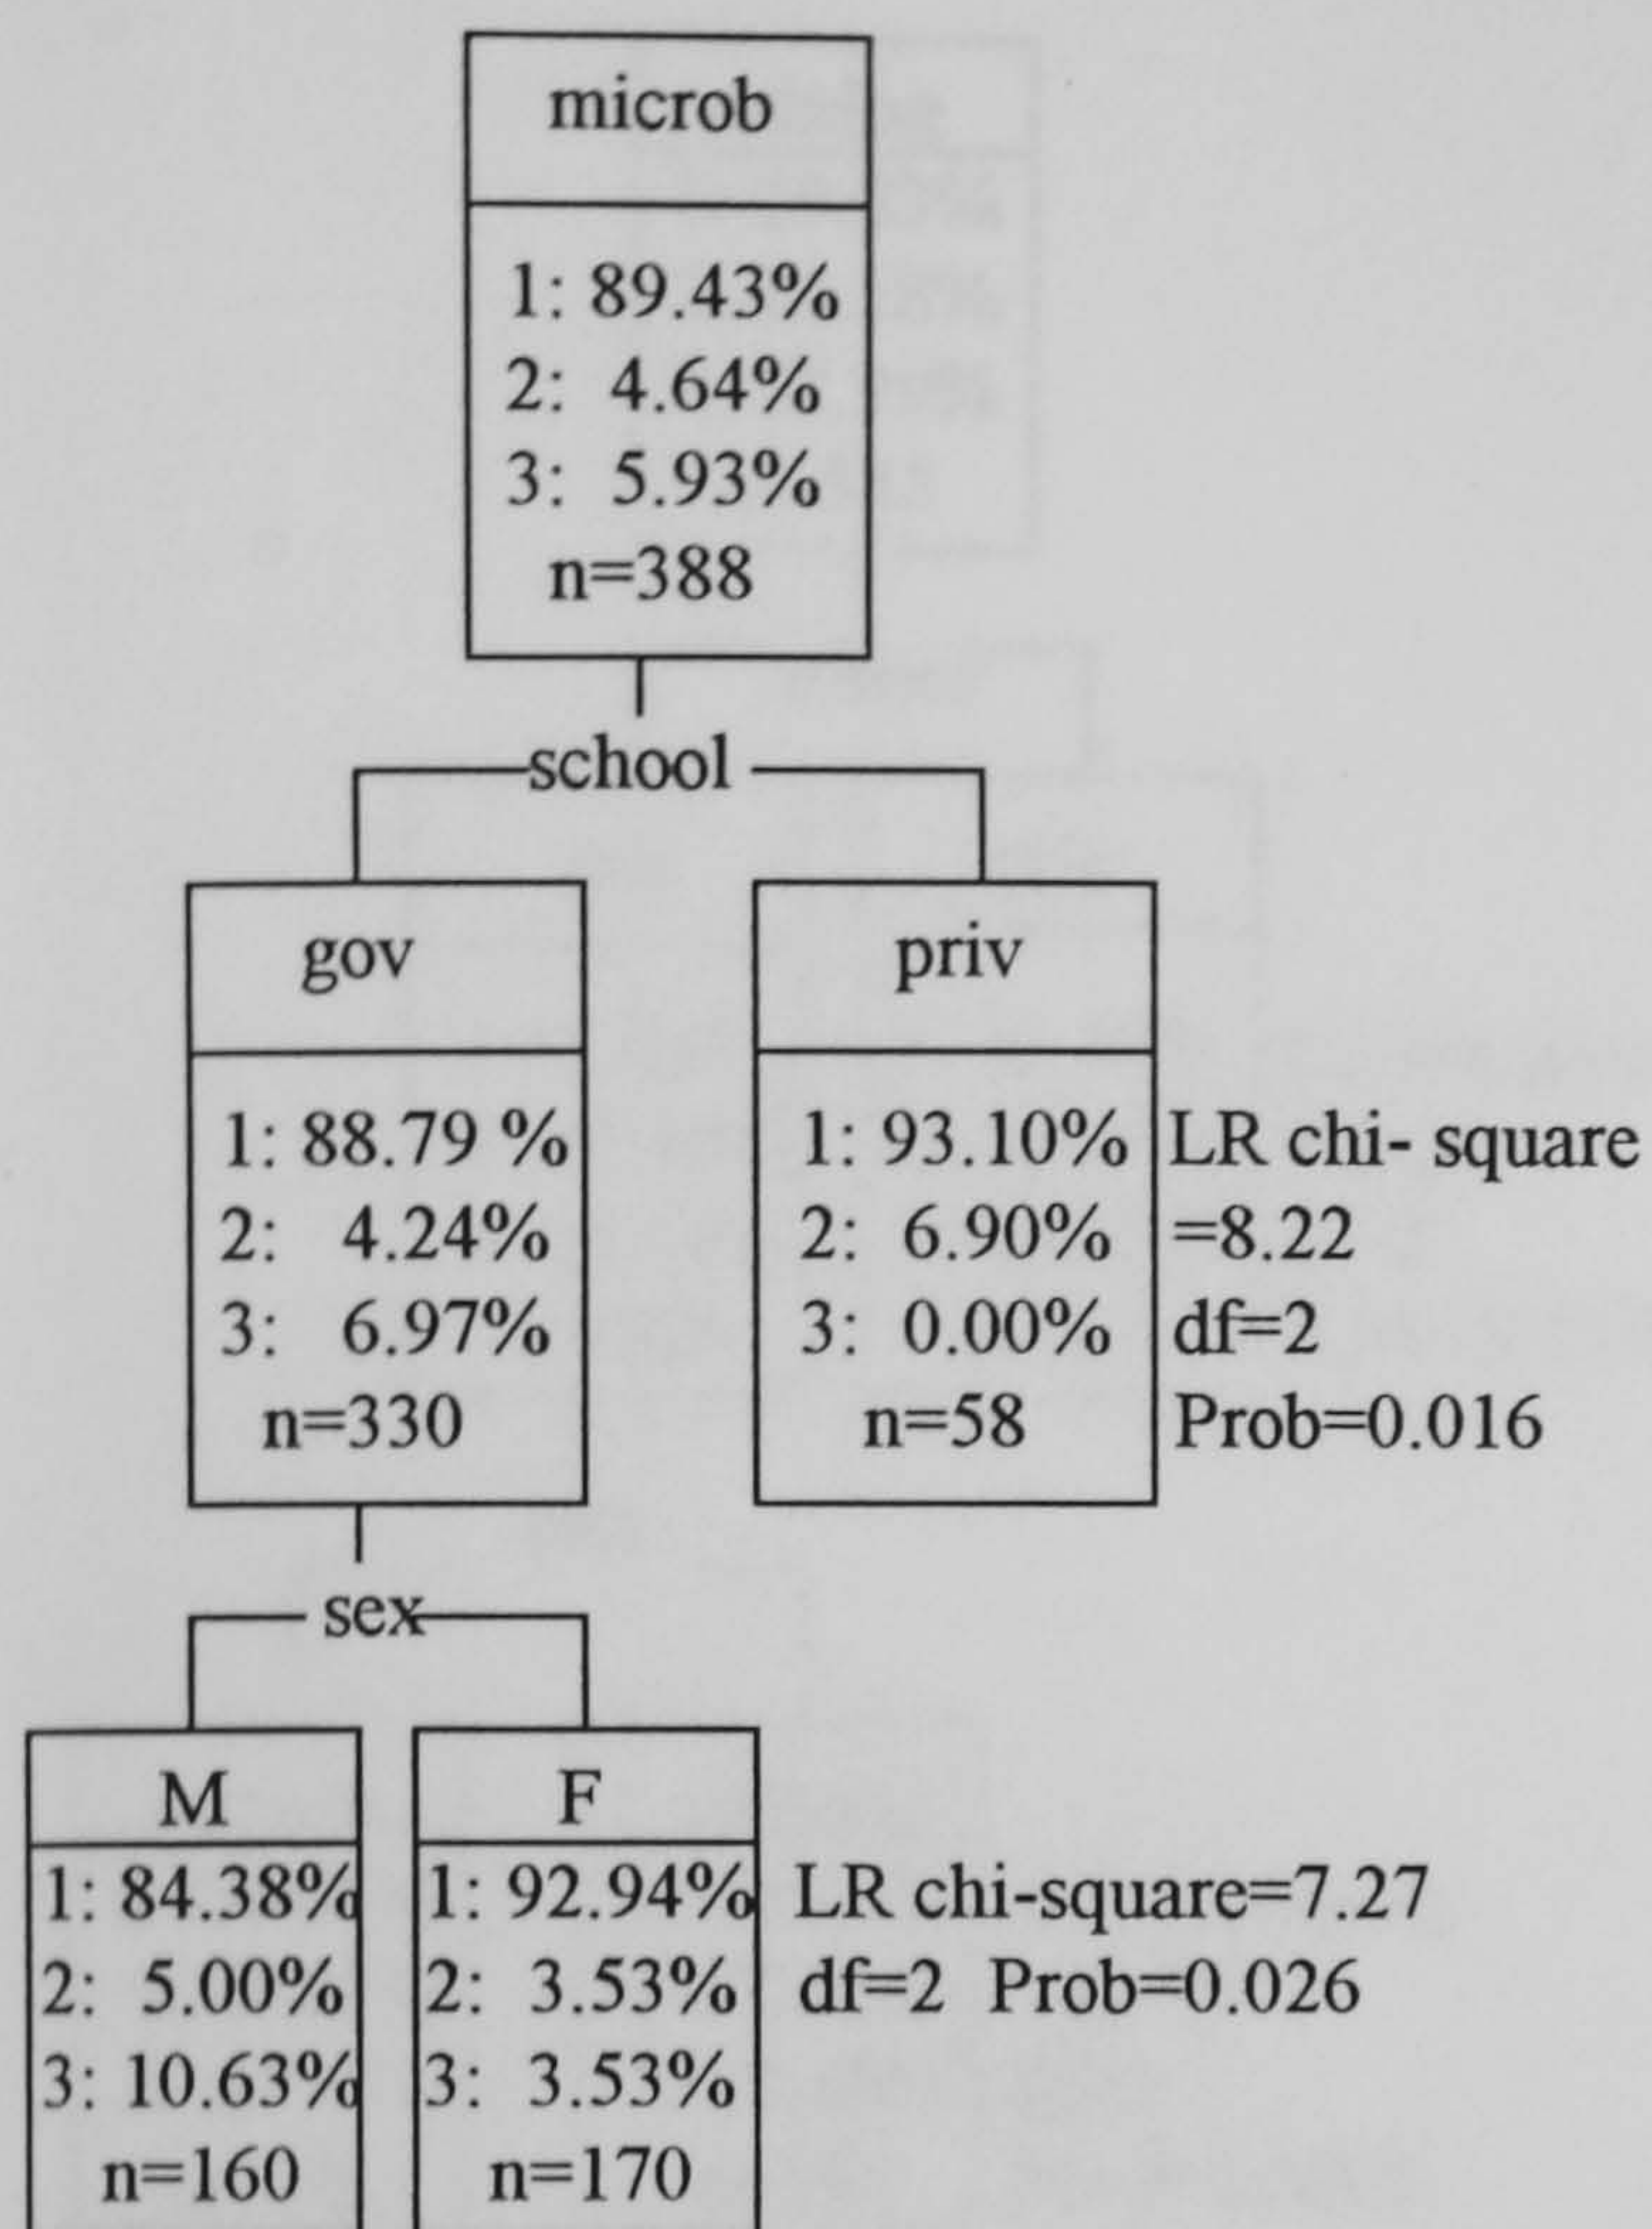 microb
1: 89.43%
2: 4.64%
3: 5.93%
n=388
school
gov
1: 88.79 %
2: 4.24%
3: 6.97%
n=330
priv
1: 93.10%
2: 6.90%
3: 0.00%
n=58
LR chi- square
=8.22
df=2
Prob=0.016
sex
M
1: 84.38%
2: 5.00%
3: 10.63%
n=160
F
1: 92.94%
2: 3.53%
3: 3.53%
n=170
LR chi-square=7.27
df=2 Prob=0.026